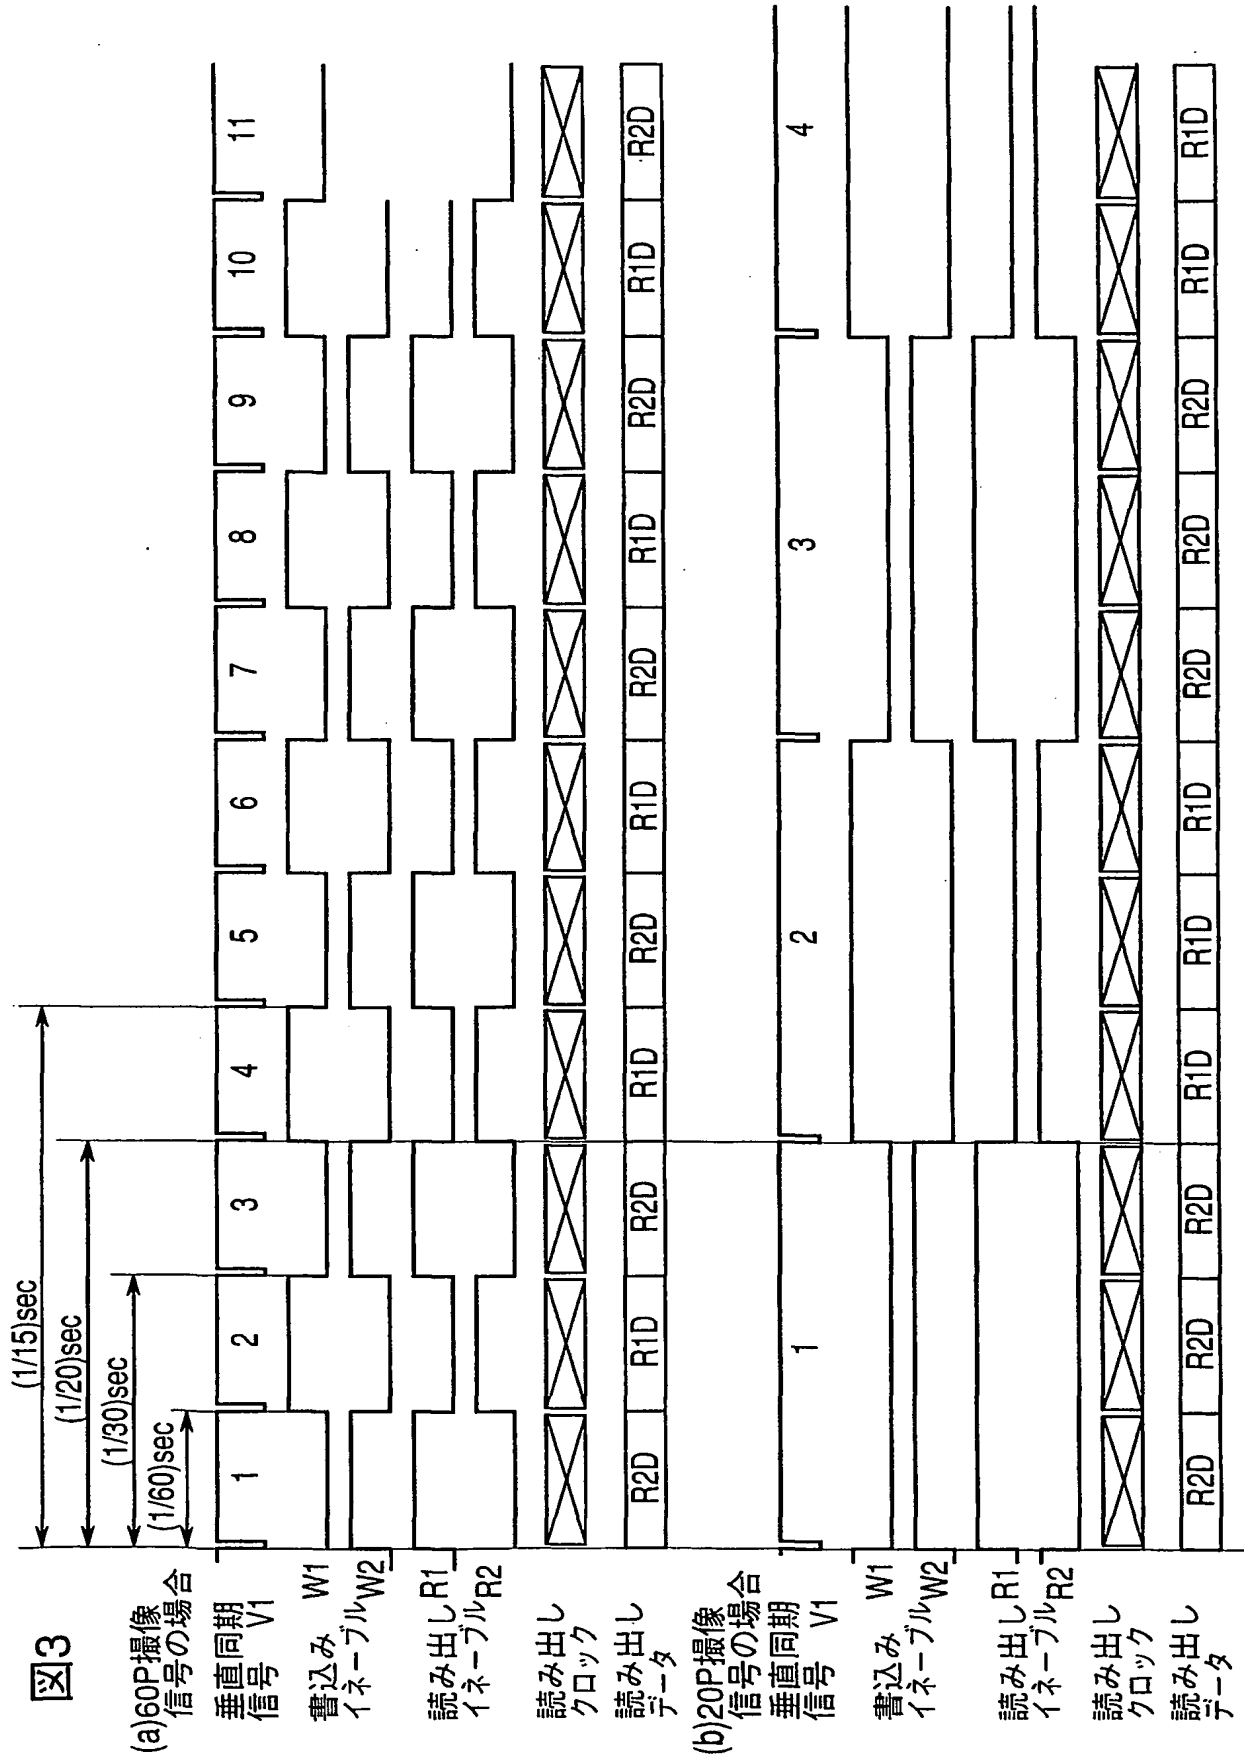 図3
(1/15)sec
(1/20)sec
(1/30)sec
(1/60)sec
(a)60P撮像
信号の場合
垂直同期
信号 V1
1 2 3 4 5 6 7 8 9 10 11
書込み W1
イネーブル W2
読み出し R1
イネーブル R2
読み出し
クロック
読み出し
データ
R2D R1D R2D R1D R2D R1D R2D R1D R2D R1D R2D
(b)20P撮像
信号の場合
垂直同期
信号 V1
1 2 3 4
書込み W1
イネーブル W2
読み出し R1
イネーブル R2
読み出し
クロック
読み出し
データ
R2D R2D R2D R1D R1D R1D R2D R2D R2D R1D R1D